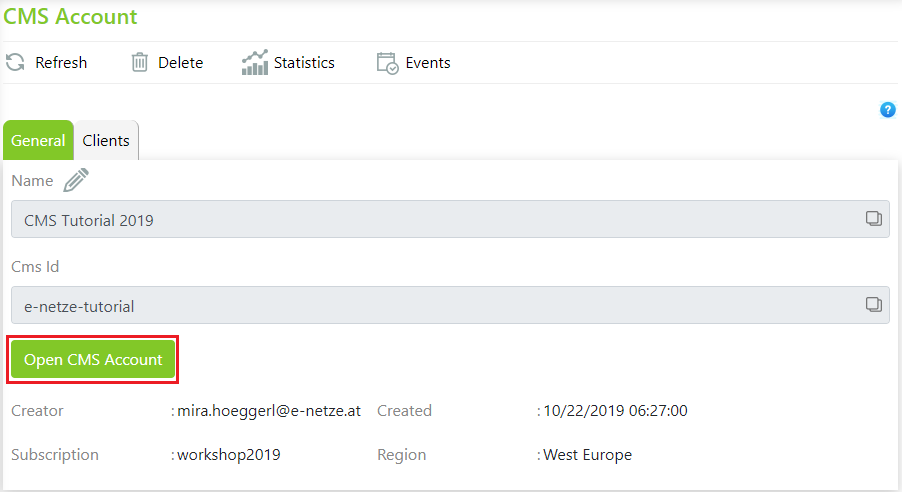 CMS Account
Refresh Delete Statistics Events
?
General Clients
Name
CMS Tutorial 2019
Cms Id
e-netze-tutorial
Open CMS Account
Creator : mira.hoeggerl@e-netze.at Created : 10/22/2019 06:27:00
Subscription : workshop2019 Region : West Europe